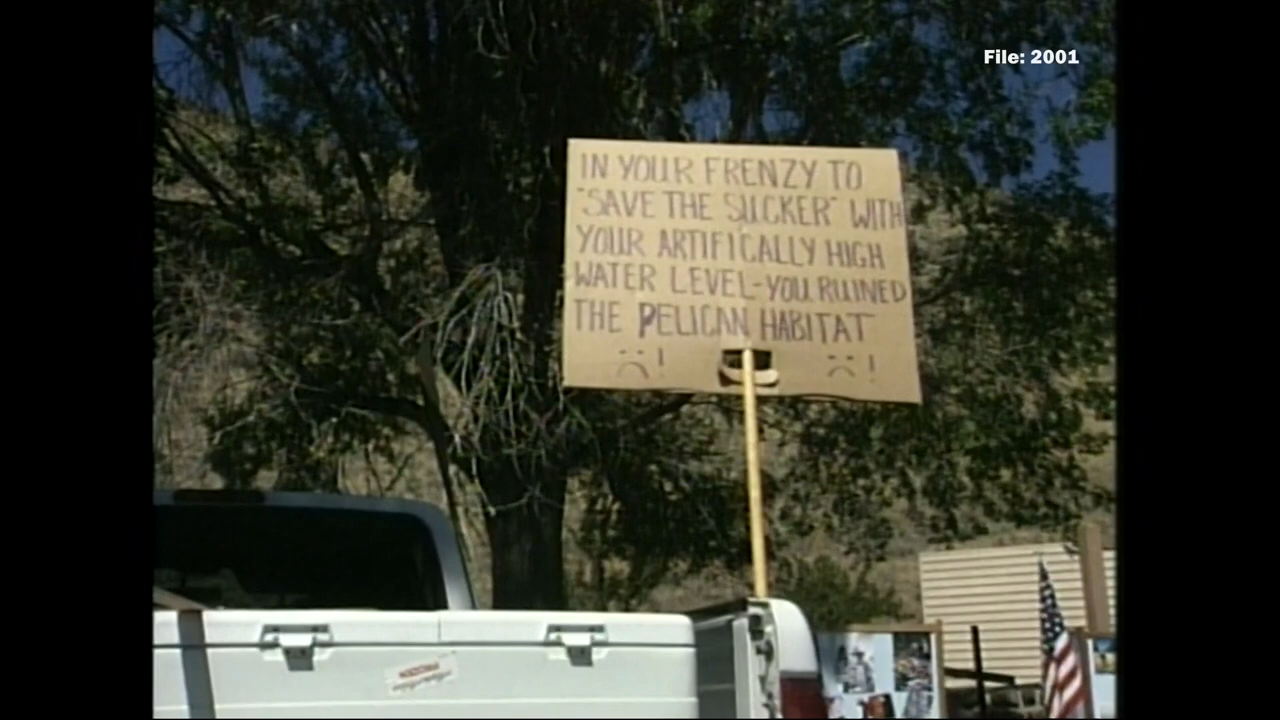 File: 2001
IN YOUR FRENZY TO
"SAVE THE SUCKER" WITH
YOUR ARTIFICALLY HIGH
WATER LEVEL-YOU RUINED
THE PELICAN HABITAT